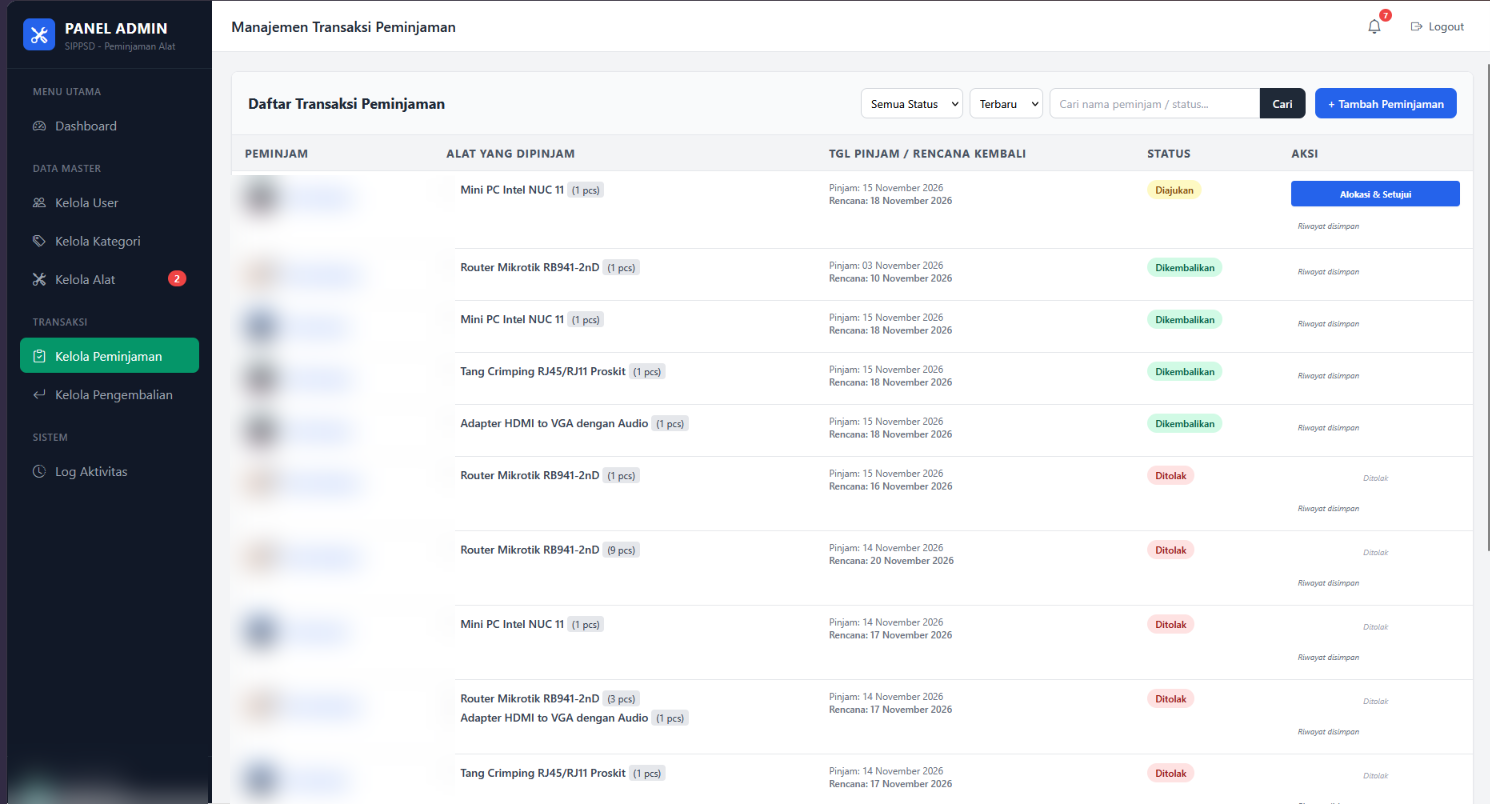 PANEL ADMIN
SIPPSD - Peminjaman Alat
MENU UTAMA
Dashboard
DATA MASTER
Kelola User
Kelola Kategori
Kelola Alat 2
TRANSAKSI
Kelola Peminjaman
Kelola Pengembalian
SISTEM
Log Aktivitas
Manajemen Transaksi Peminjaman
7
Logout
Daftar Transaksi Peminjaman
Semua Status Terbaru Cari nama peminjam / status... Cari + Tambah Peminjaman
PEMINJAM ALAT YANG DIPINJAM TGL PINJAM / RENCANA KEMBALI STATUS AKSI
Mini PC Intel NUC 11 (1 pcs) Pinjam: 15 November 2026 Diajukan Alokasi & Setujui
Rencana: 18 November 2026
Riwayat disimpan
Router Mikrotik RB941-2nD (1 pcs) Pinjam: 03 November 2026 Dikembalikan Riwayat disimpan
Rencana: 10 November 2026
Mini PC Intel NUC 11 (1 pcs) Pinjam: 15 November 2026 Dikembalikan Riwayat disimpan
Rencana: 18 November 2026
Tang Crimping RJ45/RJ11 Proskit (1 pcs) Pinjam: 15 November 2026 Dikembalikan Riwayat disimpan
Rencana: 18 November 2026
Adapter HDMI to VGA dengan Audio (1 pcs) Pinjam: 15 November 2026 Dikembalikan Riwayat disimpan
Rencana: 18 November 2026
Router Mikrotik RB941-2nD (1 pcs) Pinjam: 15 November 2026 Ditolak Ditolak
Rencana: 16 November 2026
Riwayat disimpan
Router Mikrotik RB941-2nD (9 pcs) Pinjam: 14 November 2026 Ditolak Ditolak
Rencana: 20 November 2026
Riwayat disimpan
Mini PC Intel NUC 11 (1 pcs) Pinjam: 14 November 2026 Ditolak Ditolak
Rencana: 17 November 2026
Riwayat disimpan
Router Mikrotik RB941-2nD (3 pcs) Pinjam: 14 November 2026 Ditolak Ditolak
Rencana: 17 November 2026
Adapter HDMI to VGA dengan Audio (1 pcs)
Riwayat disimpan
Tang Crimping RJ45/RJ11 Proskit (1 pcs) Pinjam: 14 November 2026 Ditolak Ditolak
Rencana: 17 November 2026